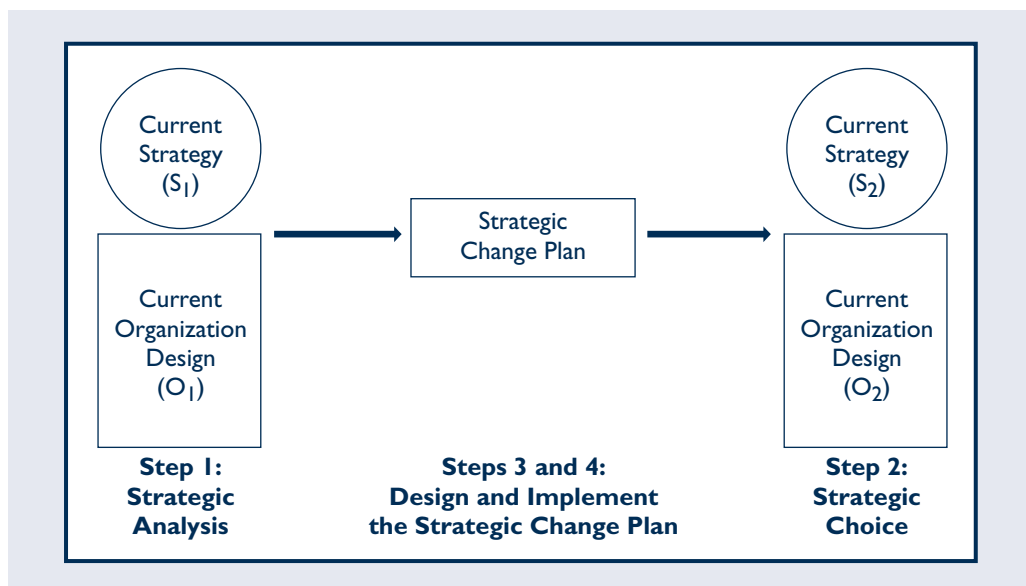 Current
Strategy
(S1)
Current
Organization
Design
(O1)
Step 1:
Strategic
Analysis
Strategic
Change Plan
Steps 3 and 4:
Design and Implement
the Strategic Change Plan
Current
Strategy
(S2)
Current
Organization
Design
(O2)
Step 2:
Strategic
Choice